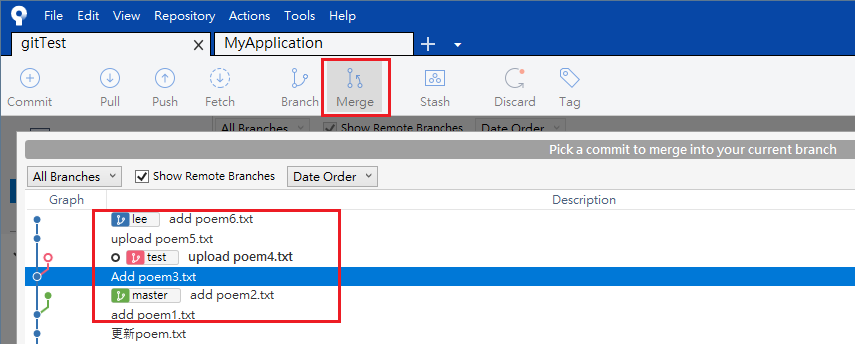 File Edit View Repository Actions Tools Help
gitTest MyApplication
Commit Pull Push Fetch Branch Merge Stash Discard Tag
All Branches Show Remote Branches Date Order
Pick a commit to merge into your current branch
All Branches Show Remote Branches Date Order
Graph Description
lee add poem6.txt
upload poem5.txt
test upload poem4.txt
Add poem3.txt
master add poem2.txt
add poem1.txt
更新poem.txt